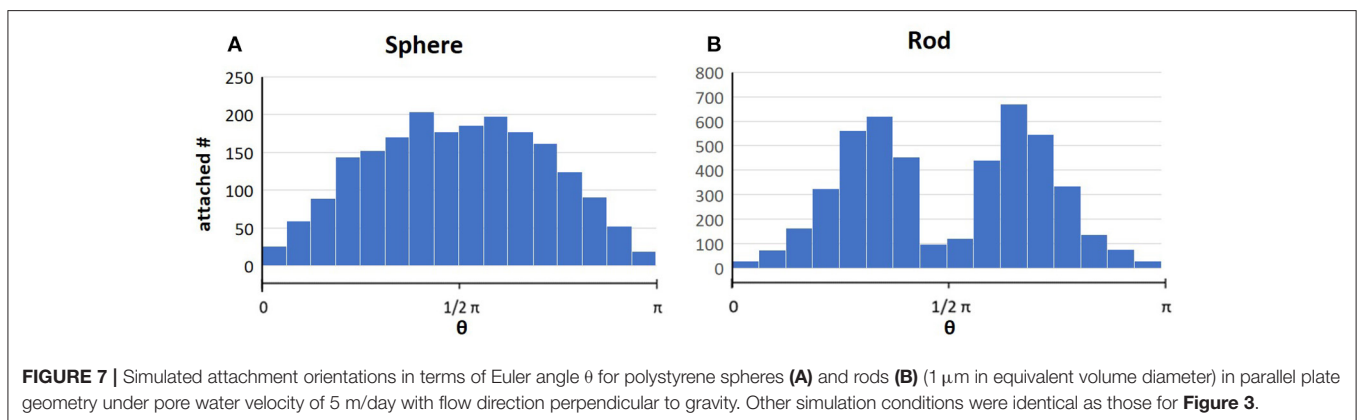 A
Sphere
250
200
150
100
50
0
attached #
0
1/2 π
π
θ
B
Rod
800
700
600
500
400
300
200
100
0
0
1/2 π
π
θ
FIGURE 7 | Simulated attachment orientations in terms of Euler angle θ for polystyrene spheres (A) and rods (B) (1 μm in equivalent volume diameter) in parallel plate
geometry under pore water velocity of 5 m/day with flow direction perpendicular to gravity. Other simulation conditions were identical as those for Figure 3.